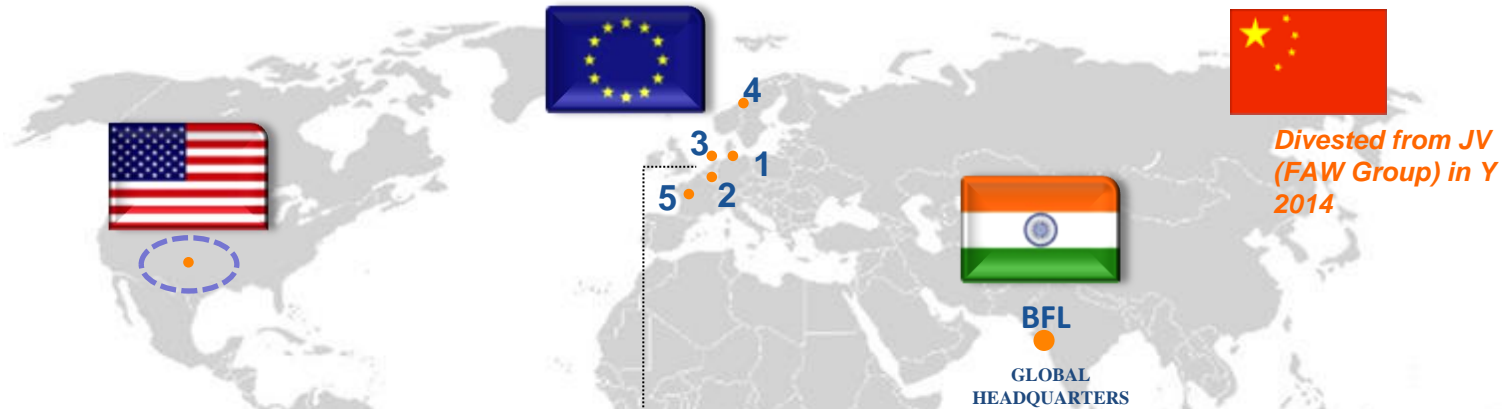 4
3
1
2
5
Divested from JV
(FAW Group) in Y
2014
BFL
GLOBAL
HEADQUARTERS